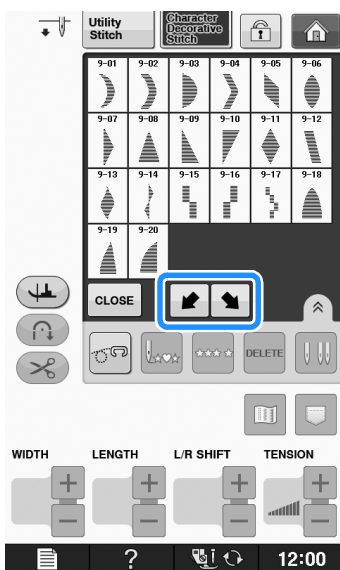 Utility
Stitch
Character
Decorative
Stitch
9-01 9-02 9-03 9-04 9-05 9-06
9-07 9-08 9-09 9-10 9-11 9-12
9-13 9-14 9-15 9-16 9-17 9-18
9-19 9-20
CLOSE
DELETE
WIDTH LENGTH L/R SHIFT TENSION
+ + + +
− − − −
? 12:00